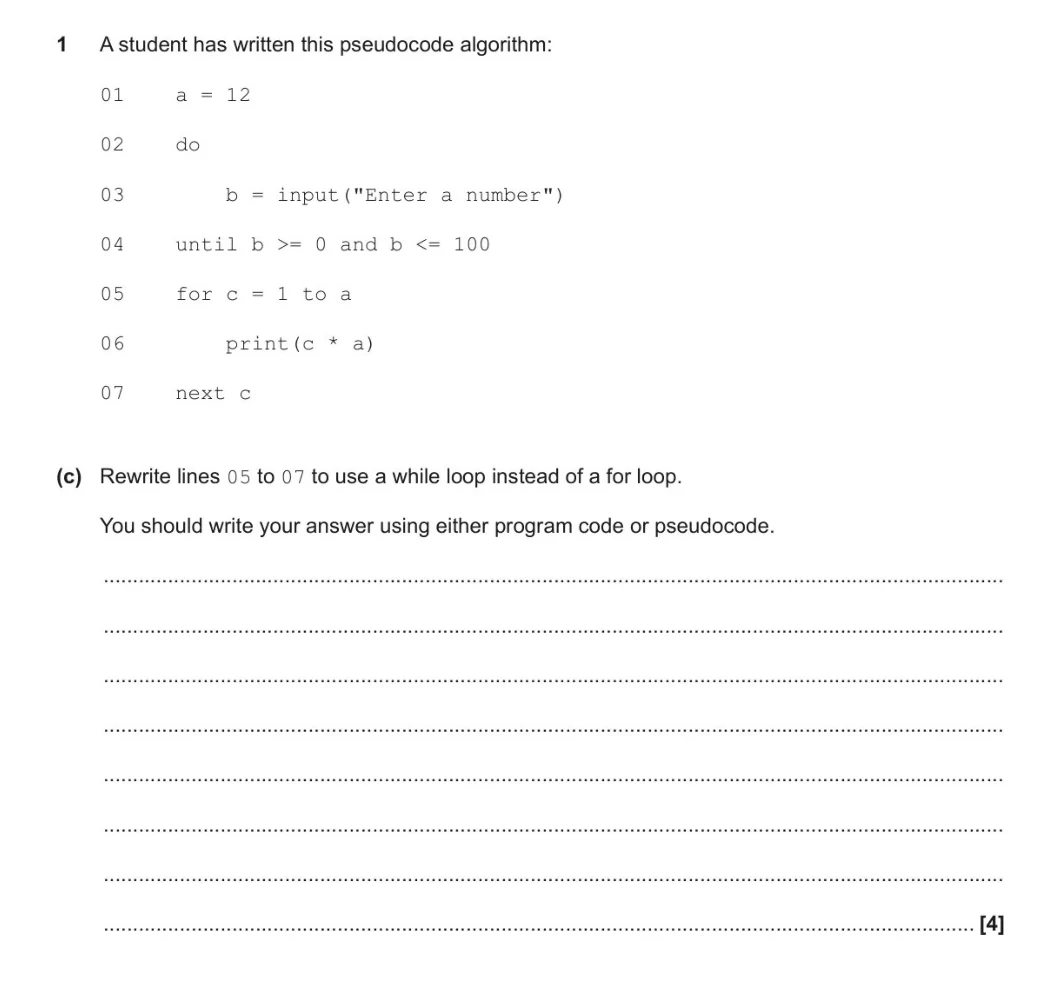 1 A student has written this pseudocode algorithm:
01 a = 12
02 do
03 b = input("Enter a number")
04 until b >= 0 and b <= 100
05 for c = 1 to a
06 print(c * a)
07 next c
(c) Rewrite lines 05 to 07 to use a while loop instead of a for loop.
You should write your answer using either program code or pseudocode.
[4]